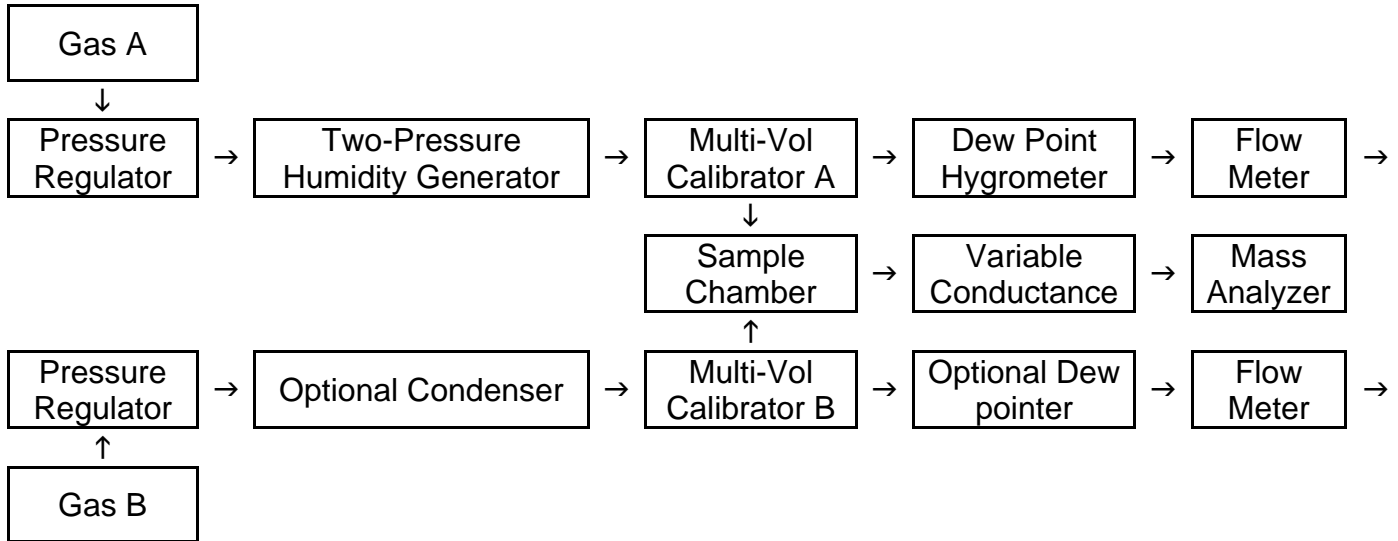 Gas A
Pressure
Regulator
Two-Pressure
Humidity Generator
Multi-Vol
Calibrator A
Dew Point
Hygrometer
Flow
Meter
Sample
Chamber
Variable
Conductance
Mass
Analyzer
Pressure
Regulator
Optional Condenser
Multi-Vol
Calibrator B
Optional Dew
pointer
Flow
Meter
Gas B